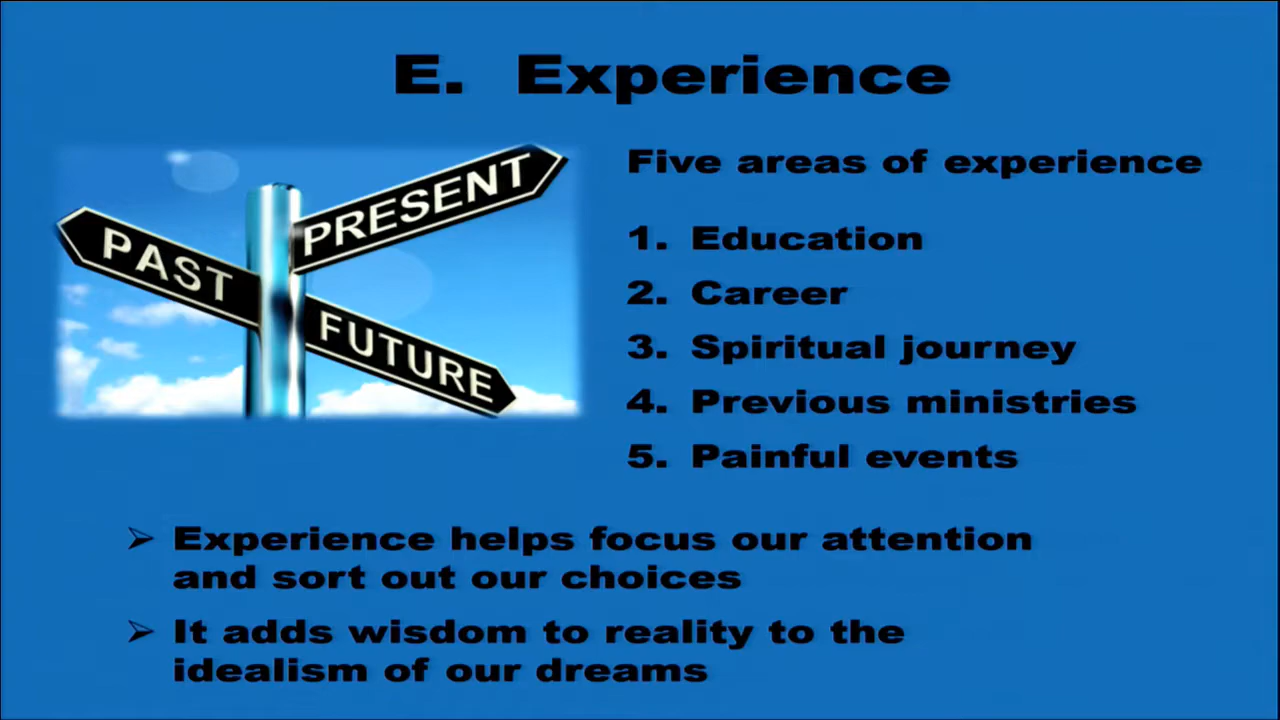 E. Experience
PAST
PRESENT
FUTURE
Five areas of experience
1. Education
2. Career
3. Spiritual journey
4. Previous ministries
5. Painful events
➢ Experience helps focus our attention
and sort out our choices
➢ It adds wisdom to reality to the
idealism of our dreams